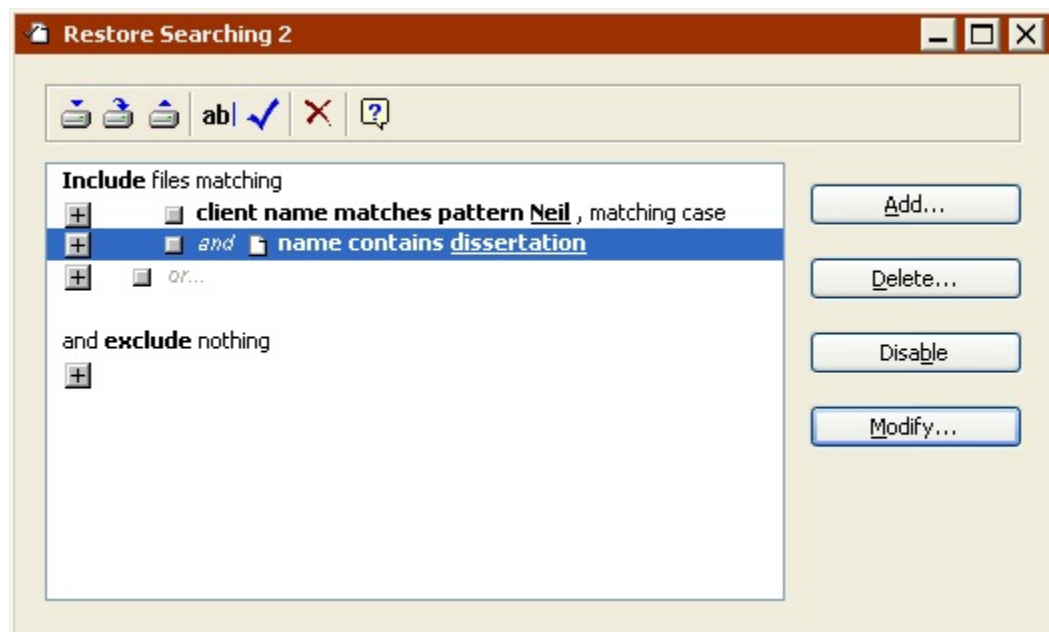 Restore Searching 2
ab|
Include files matching
client name matches pattern Neil , matching case
and name contains dissertation
or...
and exclude nothing
Add...
Delete...
Disable
Modify...